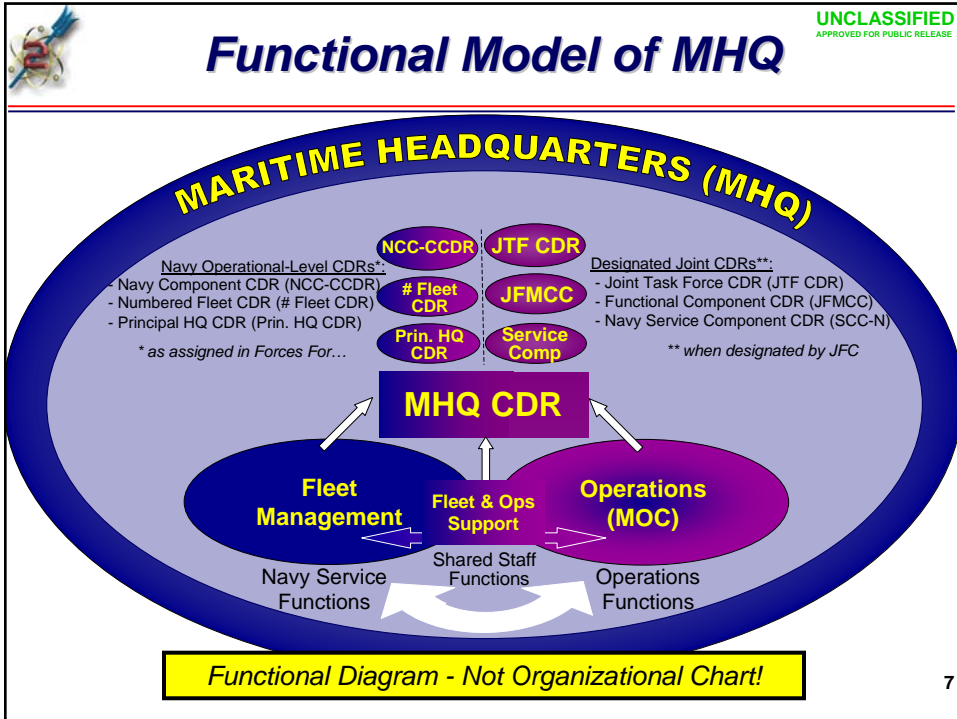 UNCLASSIFIED
APPROVED FOR PUBLIC RELEASE
Functional Model of MHQ
MARITIME HEADQUARTERS (MHQ)
Navy Operational-Level CDRs*:
- Navy Component CDR (NCC-CCDR)
- Numbered Fleet CDR (# Fleet CDR)
- Principal HQ CDR (Prin. HQ CDR)
* as assigned in Forces For…
NCC-CCDR
JTF CDR
# Fleet
CDR
JFMCC
Prin. HQ
CDR
Service
Comp
Designated Joint CDRs**:
- Joint Task Force CDR (JTF CDR)
- Functional Component CDR (JFMCC)
- Navy Service Component CDR (SCC-N)
** when designated by JFC
MHQ CDR
Fleet
Management
Fleet & Ops
Support
Operations
(MOC)
Navy Service
Functions
Shared Staff
Functions
Operations
Functions
Functional Diagram - Not Organizational Chart!
7